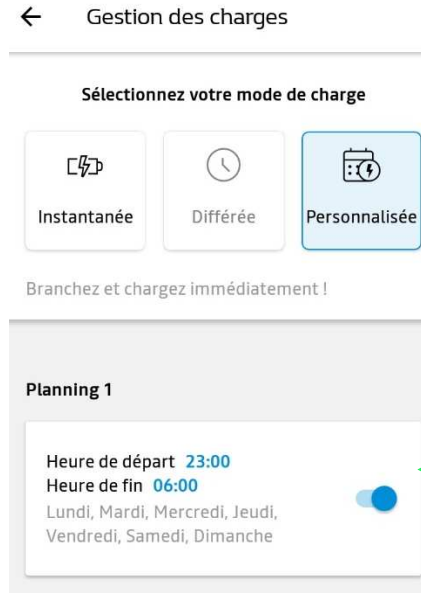 Gestion des charges
Sélectionnez votre mode de charge
Instantanée
Différée
Personnalisée
Branchez et chargez immédiatement !
Planning 1
Heure de départ 23:00
Heure de fin 06:00
Lundi, Mardi, Mercredi, Jeudi,
Vendredi, Samedi, Dimanche